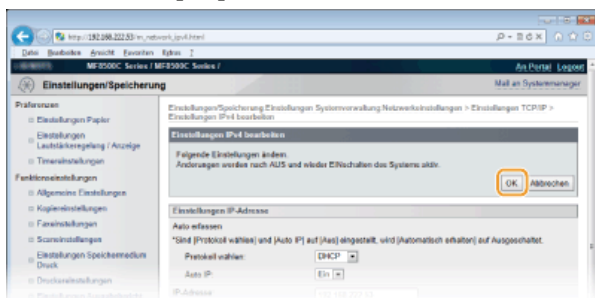 http://192.168.222.53/m_network_ipv4.html
Datei Bearbeiten Ansicht Favoriten Extras ?
MF8500C Series / MF8500C Series /
An Portal Logout
Einstellungen/Speicherung
Mail an Systemmanager
Präferenzen
Einstellungen Papier
Einstellungen
Lautstärkeregelung / Anzeige
Timereinstellungen
Funktionseinstellungen
Allgemeine Einstellungen
Kopiereinstellungen
Faxeinstellungen
Scaneinstellungen
Einstellungen Speichermedium
Druck
Druckereinstellungen
Einstellungen/Speicherung:Einstellungen Systemverwaltung:Netzwerkeinstellungen > Einstellungen TCP/IP >
Einstellungen IPv4 bearbeiten
Einstellungen IPv4 bearbeiten
Folgende Einstellungen ändern.
Änderungen werden nach AUS und wieder EINschalten des Systems aktiv.
OK Abbrechen
Einstellungen IP-Adresse
Auto erfassen
*Sind [Protokoll wählen] und [Auto IP] auf [Aus] eingestellt, wird [Automatisch erhalten] auf Ausgeschaltet.
Protokoll wählen: DHCP
Auto IP: Ein
IP-Adresse: